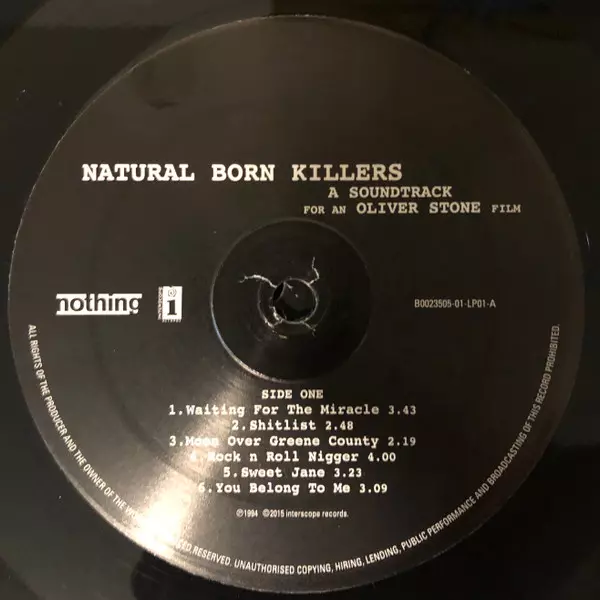 NATURAL BORN KILLERS
A SOUNDTRACK
FOR AN OLIVER STONE FILM
nothing
i
B0023505-01-LP01-A
SIDE ONE
1.Waiting For The Miracle 3.43
2.Shitlist 2.48
3.Moon Over Greene County 2.19
4.Rock n Roll Nigger 4.00
5.Sweet Jane 3.23
6.You Belong To Me 3.09
℗1994 ©2015 interscope records.
ALL RIGHTS OF THE PRODUCER AND THE OWNER OF THE RESERVED. UNAUTHORISED COPYING, HIRING, LENDING, PUBLIC PERFORMANCE AND BROADCASTING OF THIS RECORD PROHIBITED.